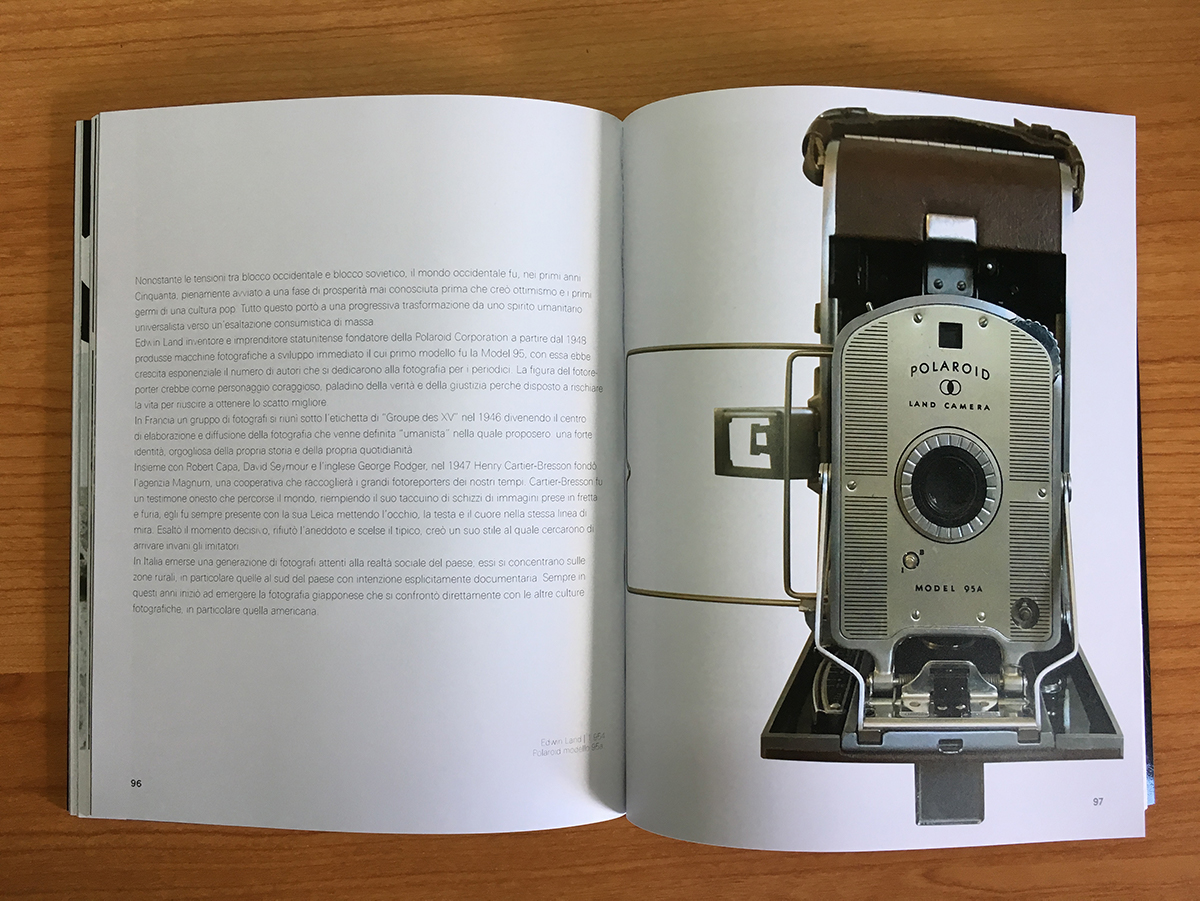 Nonostante le tensioni tra blocco occidentale e blocco sovietico, il mondo occidentale fu, nei primi anni
Cinquanta, pienamente avviato a una fase di prosperità mai conosciuta prima che creò ottimismo e i primi
germi di una cultura pop. Tutto questo portò a una progressiva trasformazione da uno spirito umanitario
universalista verso un'esaltazione consumistica di massa.
Edwin Land inventore e imprenditore statunitense fondatore della Polaroid Corporation a partire dal 1948
produsse macchine fotografiche a sviluppo immediato il cui primo modello fu la Model 95, con essa ebbe
crescita esponenziale il numero di autori che si dedicarono alla fotografia per i periodici. La figura del fotore-
porter crebbe come personaggio coraggioso, paladino della verità e della giustizia perche disposto a rischiare
la vita per riuscire a ottenere lo scatto migliore.
In Francia un gruppo di fotografi si riunì sotto l'etichetta di "Groupe des XV" nel 1946 divenendo il centro
di elaborazione e diffusione della fotografia che venne definita "umanista" nella quale proposero, una forte
identità, orgogliosa della propria storia e della propria quotidianità.
Insieme con Robert Capa, David Seymour e l'inglese George Rodger, nel 1947 Henry Cartier-Bresson fondò
l'agenzia Magnum, una cooperativa che raccoglierà i grandi fotoreporters dei nostri tempi. Cartier-Bresson fu
un testimone onesto che percorse il mondo, riempiendo il suo taccuino di schizzi di immagini prese in fretta
e furia, egli fu sempre presente con la sua Leica mettendo l'occhio, la testa e il cuore nella stessa linea di
mira. Esaltò il momento decisivo, rifiutò l'aneddoto e scelse il tipico, creò un suo stile al quale cercarono di
arrivare invani gli imitatori.
In Italia emerse una generazione di fotografi attenti alla realtà sociale del paese, essi si concentrano sulle
zone rurali, in particolare quelle al sud del paese con intenzione esplicitamente documentaria. Sempre in
questi anni iniziò ad emergere la fotografia giapponese che si confrontò direttamente con le altre culture
fotografiche, in particolare quella americana.
Edwin Land | 1954
Polaroid modello 95a
96
POLAROID
LAND CAMERA
MODEL 95A
97